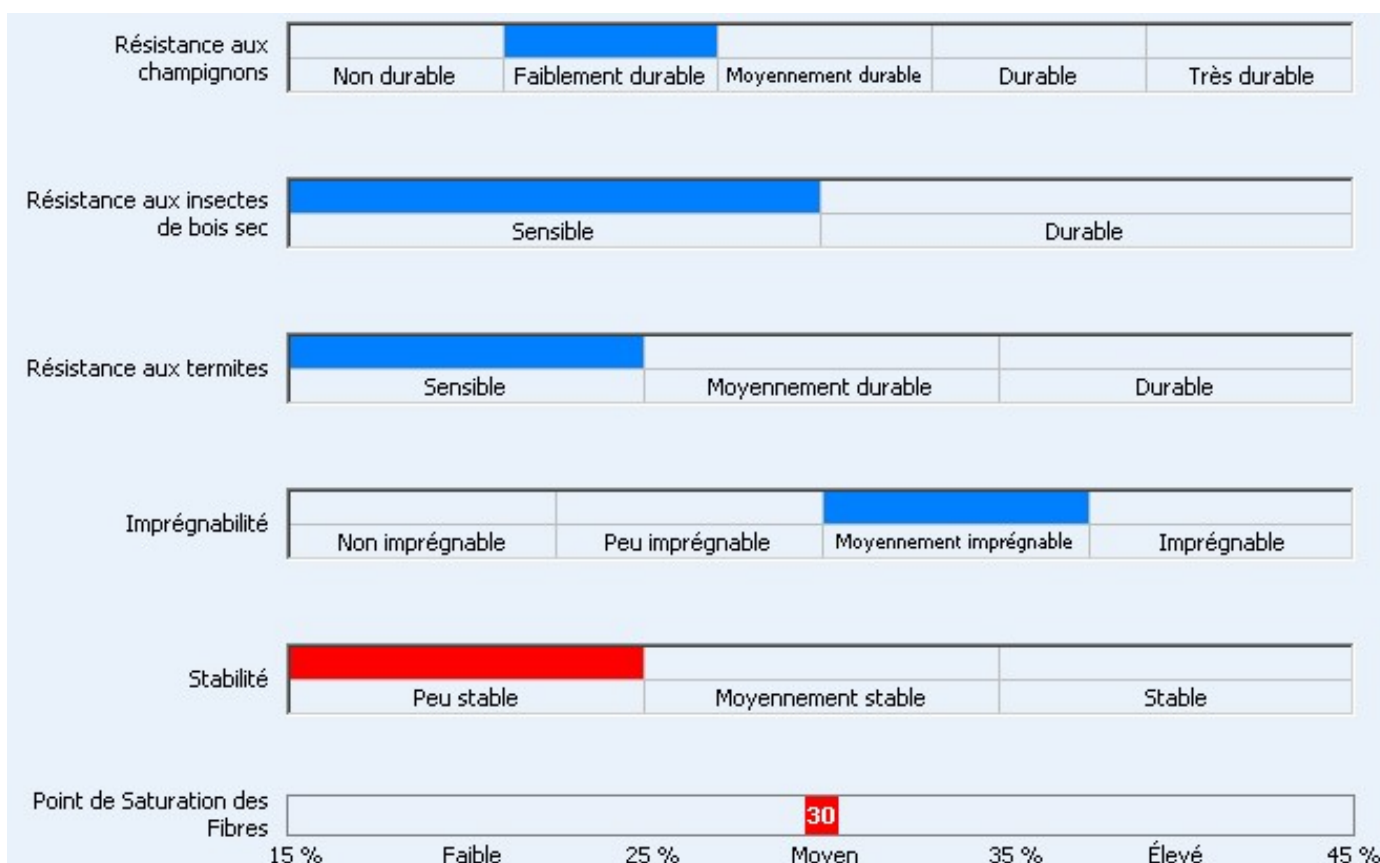 Résistance aux
champignons
Non durable Faiblement durable Moyennement durable Durable Très durable
Résistance aux insectes
de bois sec
Sensible Durable
Résistance aux termites
Sensible Moyennement durable Durable
Imprégnabilité
Non imprégnable Peu imprégnable Moyennement imprégnable Imprégnable
Stabilité
Peu stable Moyennement stable Stable
Point de Saturation des
Fibres
30
15 % Faible 25 % Moyen 35 % Élevé 45 %